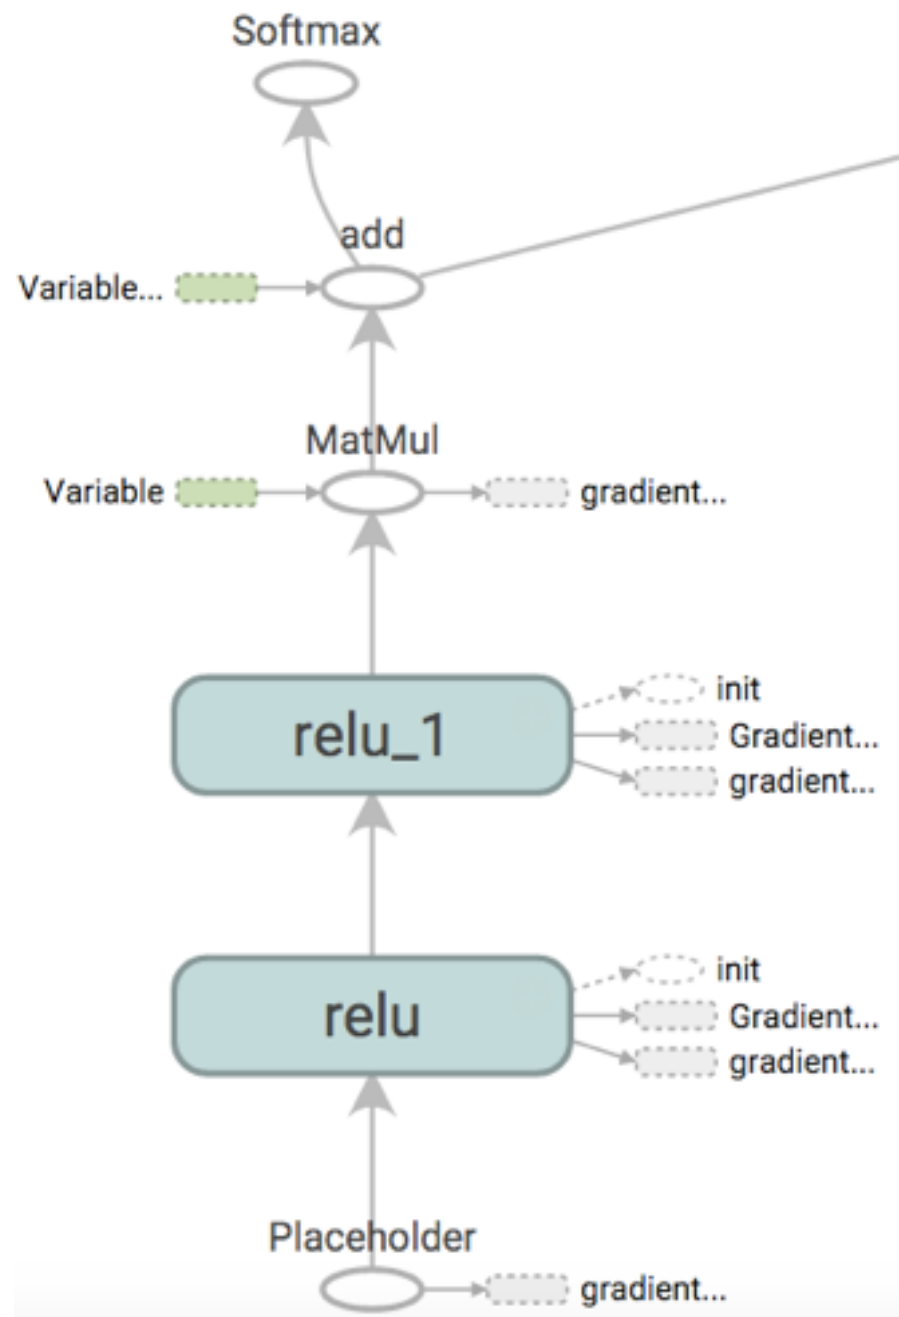 Softmax
add
Variable...
MatMul
Variable
gradient...
relu_1
init
Gradient...
gradient...
relu
init
Gradient...
gradient...
Placeholder
gradient...